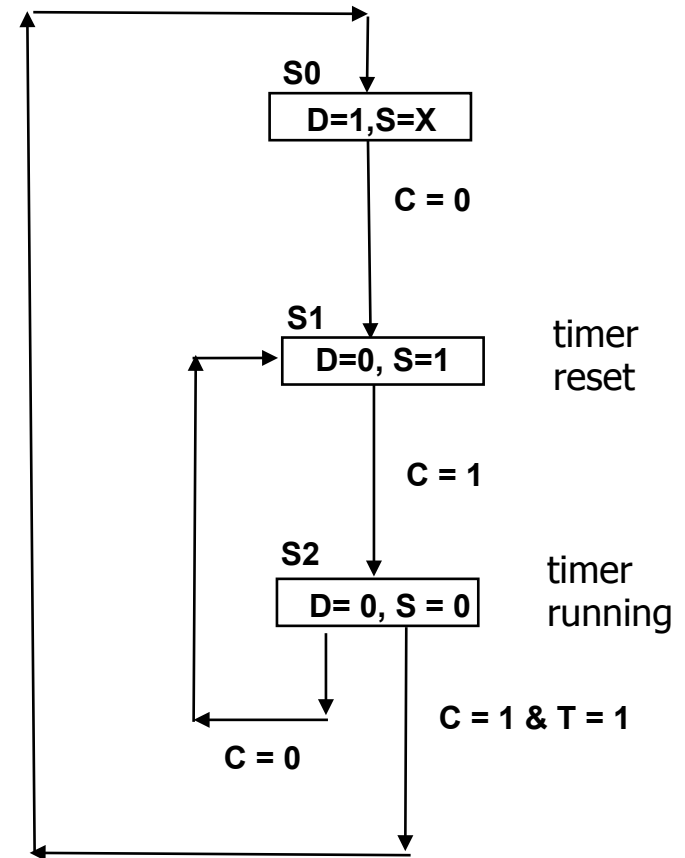 S0
D=1,S=X
C = 0
S1
D=0, S=1
timer
reset
C = 1
S2
D= 0, S = 0
timer
running
C = 1 & T = 1
C = 0